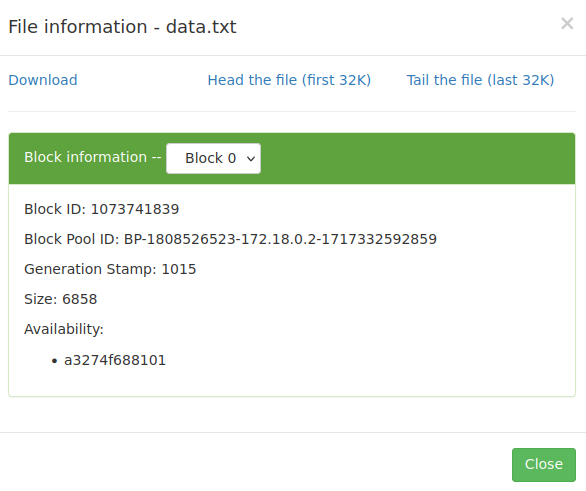 File information - data.txt ×
Download Head the file (first 32K) Tail the file (last 32K)
Block information -- Block 0
Block ID: 1073741839
Block Pool ID: BP-1808526523-172.18.0.2-1717332592859
Generation Stamp: 1015
Size: 6858
Availability:
• a3274f688101
Close